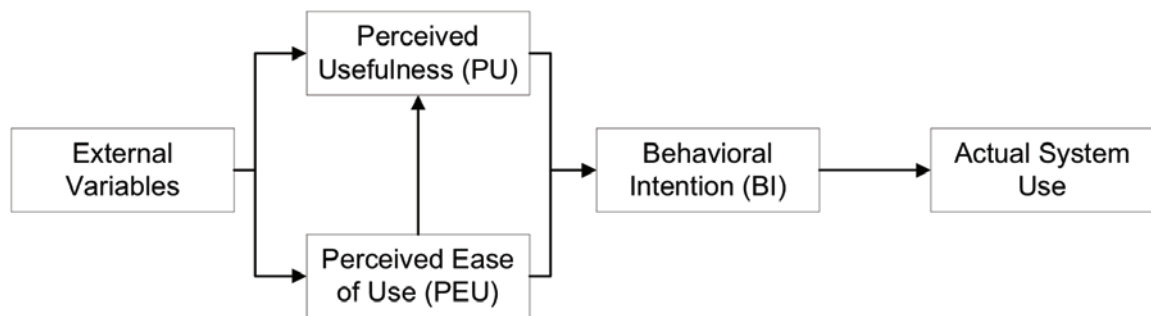 Perceived
Usefulness (PU)
External
Variables
Behavioral
Intention (BI)
Actual System
Use
Perceived Ease
of Use (PEU)